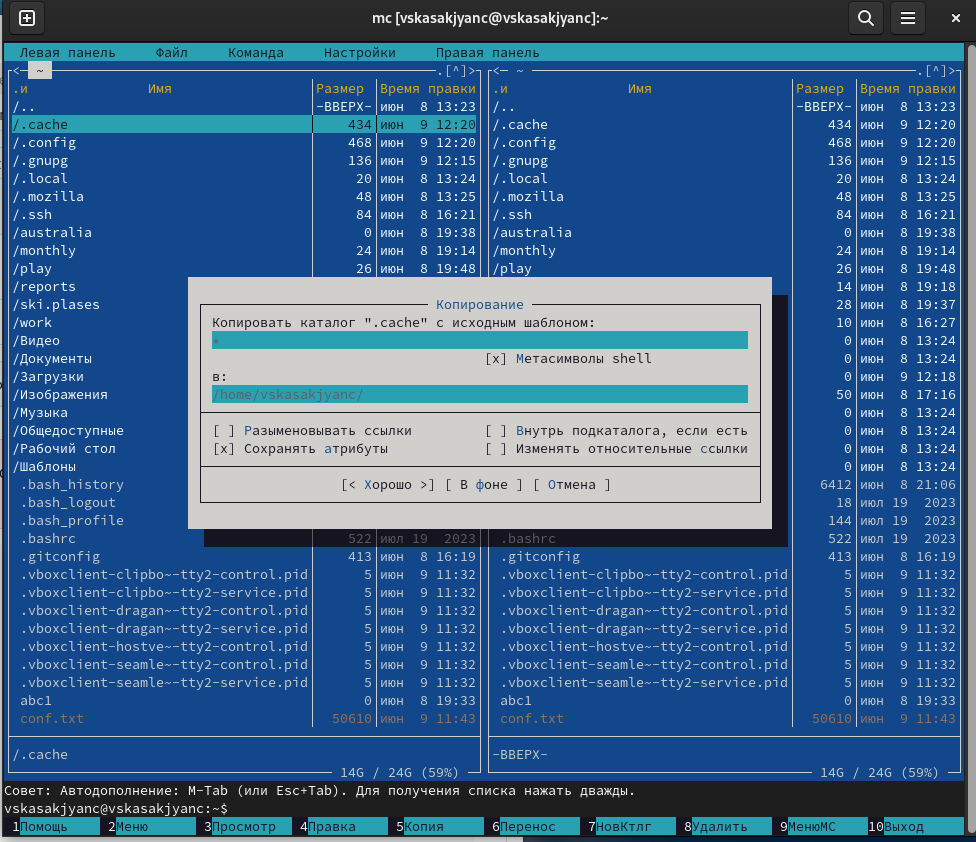 mc [vskasakjyanc@vskasakjyanc]:~
Левая панель Файл Команда Настройки Правая панель
<─ ~ .[^]> <─ ~ .[^]>
.и Имя Размер Время правки .и Имя Размер Время правки
/.. -ВВЕРХ- июн 8 13:23 /.. -ВВЕРХ- июн 8 13:23
/.cache 434 июн 9 12:20 /.cache 434 июн 9 12:20
/.config 468 июн 9 12:20 /.config 468 июн 9 12:20
/.gnupg 136 июн 9 12:15 /.gnupg 136 июн 9 12:15
/.local 20 июн 8 13:24 /.local 20 июн 8 13:24
/.mozilla 48 июн 8 13:25 /.mozilla 48 июн 8 13:25
/.ssh 84 июн 8 16:21 /.ssh 84 июн 8 16:21
/australia 0 июн 8 19:38 /australia 0 июн 8 19:38
/monthly 24 июн 8 19:14 /monthly 24 июн 8 19:14
/play 26 июн 8 19:48 /play 26 июн 8 19:48
/reports 14 июн 8 19:18
/ski.plases 28 июн 8 19:37
/work 10 июн 8 16:27
/Видео 0 июн 8 13:24
/Документы 0 июн 8 13:24
/Загрузки 0 июн 9 12:18
/Изображения 50 июн 8 17:16
/Музыка 0 июн 8 13:24
/Общедоступные 0 июн 8 13:24
/Рабочий стол 0 июн 8 13:24
/Шаблоны 0 июн 8 13:24
.bash_history 6412 июн 8 21:06
.bash_logout 18 июл 19 2023
.bash_profile 144 июл 19 2023
Копирование
Копировать каталог ".cache" с исходным шаблоном:
*
[x] Метасимволы shell
в:
/home/vskasakjyanc/
[ ] Разыменовывать ссылки [ ] Внутрь подкаталога, если есть
[x] Сохранять атрибуты [ ] Изменять относительные ссылки
[< Хорошо >] [ В фоне ] [ Отмена ]
.bashrc 522 июл 19 2023 .bashrc 522 июл 19 2023
.gitconfig 413 июн 8 16:19 .gitconfig 413 июн 8 16:19
.vboxclient-clipbo~-tty2-control.pid 5 июн 9 11:32 .vboxclient-clipbo~-tty2-control.pid 5 июн 9 11:32
.vboxclient-clipbo~-tty2-service.pid 5 июн 9 11:32 .vboxclient-clipbo~-tty2-service.pid 5 июн 9 11:32
.vboxclient-dragan~-tty2-control.pid 5 июн 9 11:32 .vboxclient-dragan~-tty2-control.pid 5 июн 9 11:32
.vboxclient-dragan~-tty2-service.pid 5 июн 9 11:32 .vboxclient-dragan~-tty2-service.pid 5 июн 9 11:32
.vboxclient-hostve~-tty2-control.pid 5 июн 9 11:32 .vboxclient-hostve~-tty2-control.pid 5 июн 9 11:32
.vboxclient-seamle~-tty2-control.pid 5 июн 9 11:32 .vboxclient-seamle~-tty2-control.pid 5 июн 9 11:32
.vboxclient-seamle~-tty2-service.pid 5 июн 9 11:32 .vboxclient-seamle~-tty2-service.pid 5 июн 9 11:32
abc1 0 июн 8 19:33 abc1 0 июн 8 19:33
conf.txt 50610 июн 9 11:43 conf.txt 50610 июн 9 11:43
/.cache -ВВЕРХ-
14G / 24G (59%) 14G / 24G (59%)
Совет: Автодополнение: M-Tab (или Esc+Tab). Для получения списка нажать дважды.
vskasakjyanc@vskasakjyanc:~$
1Помощь 2Меню 3Просмотр 4Правка 5Копия 6Перенос 7НовКтлг 8Удалить 9МенюMC 10Выход